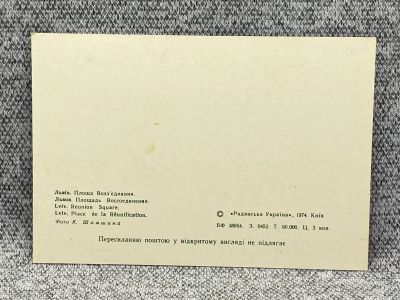 Львів. Площа Возз'єднання.
Львов. Площадь Воссоединения.
Lviv. Reunion Square.
Lviv. Place de la Réunification.
Фото К. Шамшина
© «Радянська Україна», 1974. Київ
БФ 38954. З. 0452. Т. 60.000. Ц. 3 коп.
Пересиланню поштою у відкритому вигляді не підлягає